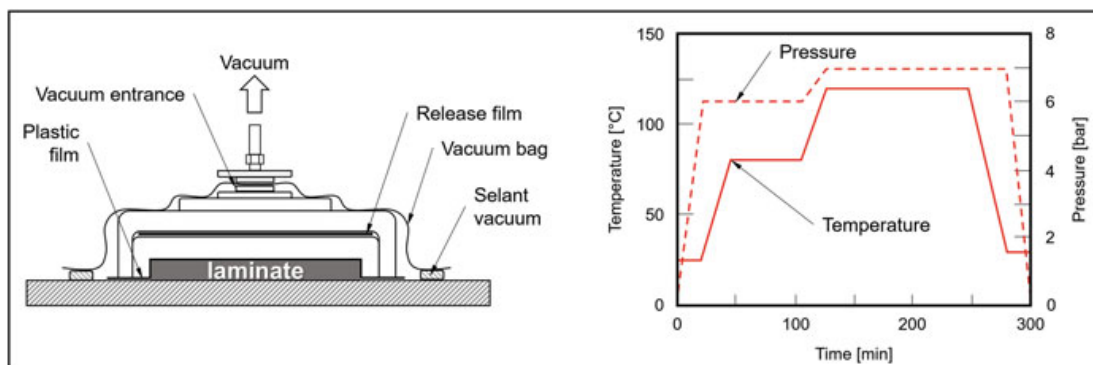 Vacuum
Vacuum entrance
Plastic
film
Release film
Vacuum bag
Selant
vacuum
laminate
150
100
50
0
Temperature [°C]
8
6
4
2
0
Pressure [bar]
Pressure
Temperature
0
100
200
300
Time [min]